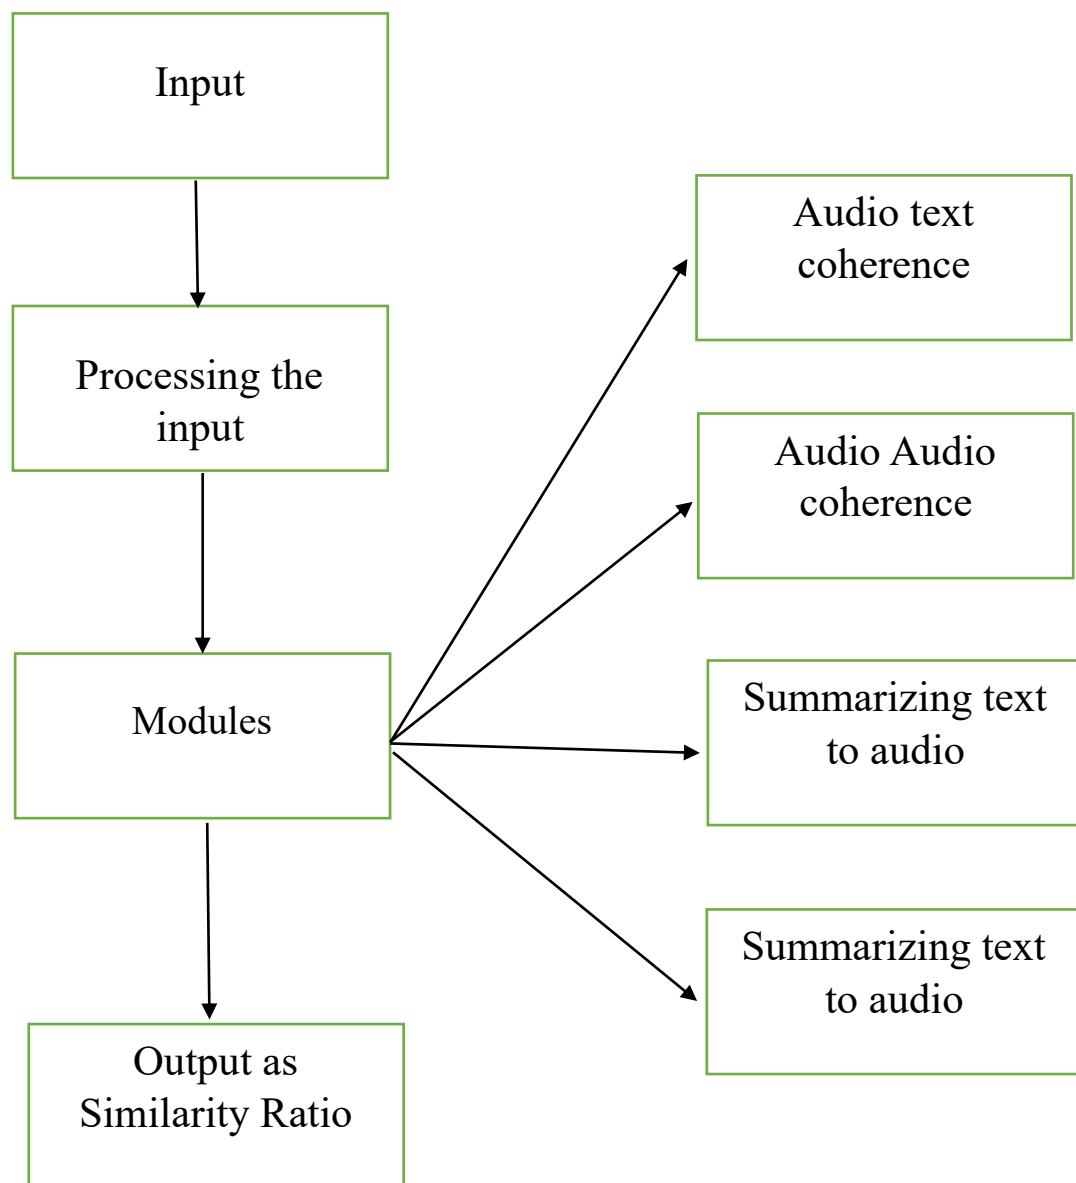 Input
Processing the
input
Modules
Output as
Similarity Ratio
Audio text
coherence
Audio Audio
coherence
Summarizing text
to audio
Summarizing text
to audio